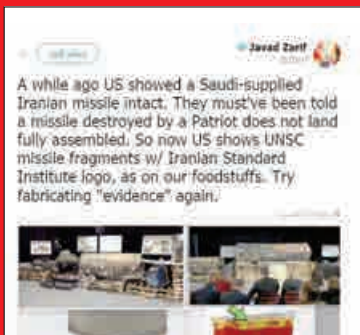 Javad Zarif
A while ago US showed a Saudi-supplied
Iranian missile intact. They must've been told
a missile destroyed by a Patriot does not land
fully assembled. So now US shows UNSC
missile fragments w/ Iranian Standard
Institute logo, as on our foodstuffs. Try
fabricating "evidence" again.